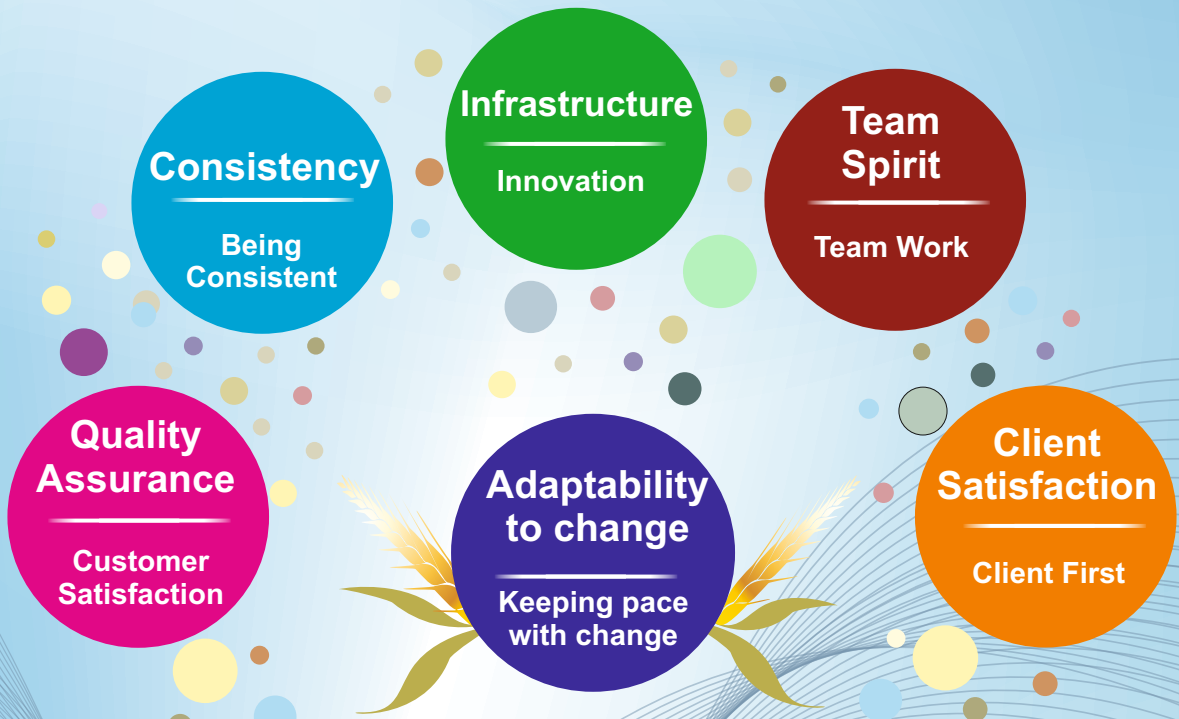 Consistency
Being
Consistent
Infrastructure
Innovation
Team
Spirit
Team Work
Quality
Assurance
Customer
Satisfaction
Adaptability
to change
Keeping pace
with change
Client
Satisfaction
Client First